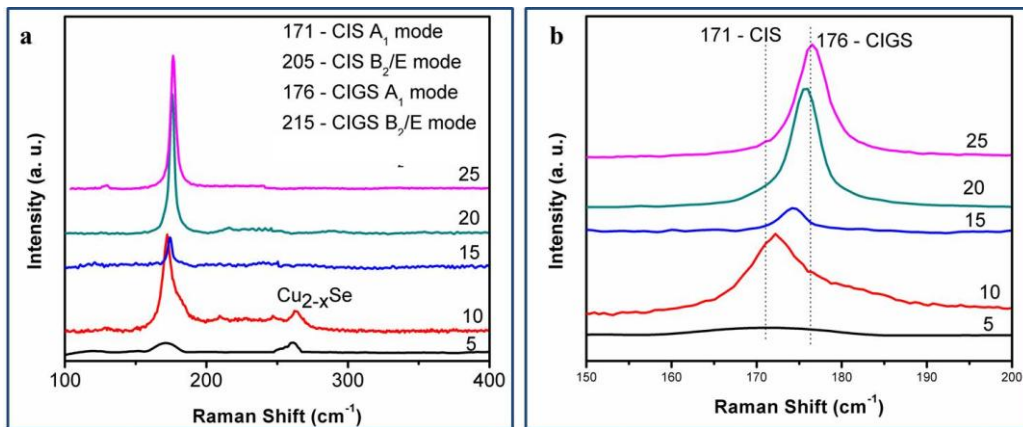 a
171 - CIS A₁ mode
205 - CIS B₂/E mode
176 - CIGS A₁ mode
215 - CIGS B₂/E mode
25
20
15
Cu₂₋ₓSe
10
5
Intensity (a. u.)
100 200 300 400
Raman Shift (cm⁻¹)
b
171 - CIS
176 - CIGS
25
20
15
10
5
Intensity (a. u.)
150 160 170 180 190 200
Raman Shift (cm⁻¹)